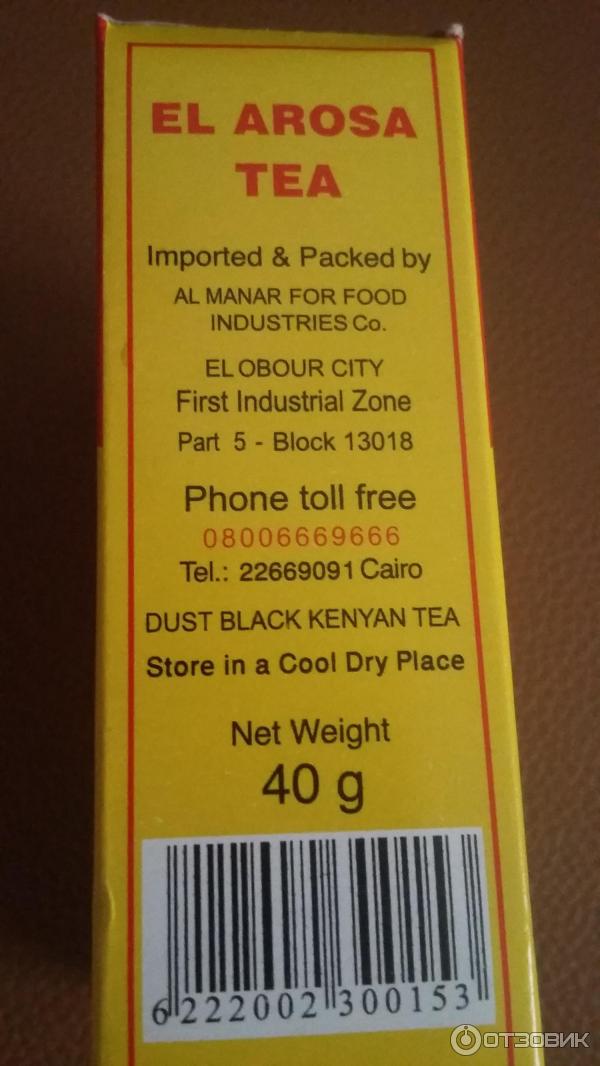 EL AROSA
TEA
Imported & Packed by
AL MANAR FOR FOOD
INDUSTRIES Co.
EL OBOUR CITY
First Industrial Zone
Part 5 - Block 13018
Phone toll free
08006669666
Tel.: 22669091 Cairo
DUST BLACK KENYAN TEA
Store in a Cool Dry Place
Net Weight
40 g
6 222002 300153
ОТЗОВИК